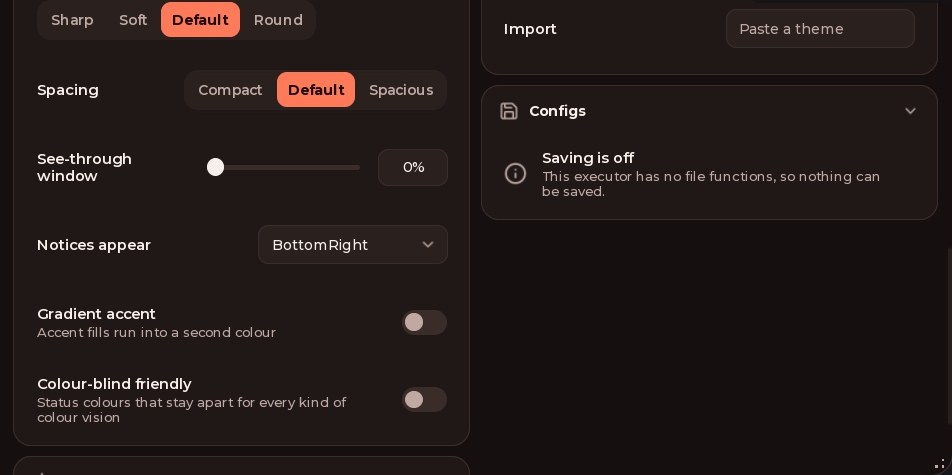 Sharp Soft Default Round
Spacing Compact Default Spacious
See-through
window 0%
Notices appear BottomRight
Gradient accent
Accent fills run into a second colour
Colour-blind friendly
Status colours that stay apart for every kind of
colour vision
Import Paste a theme
Configs
Saving is off
This executor has no file functions, so nothing can
be saved.